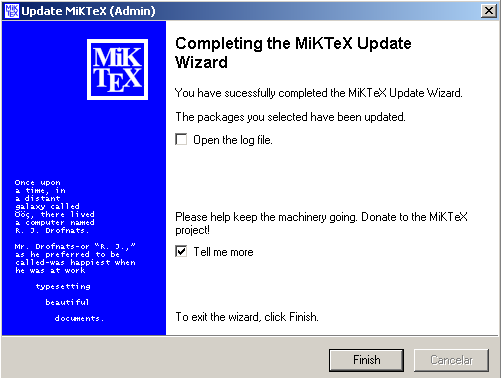 Update MiKTeX (Admin)
MiK
TEX
Completing the MiKTeX Update
Wizard
You have sucessfully completed the MiKTeX Update Wizard.
The packages you selected have been updated.
Open the log file.
Once upon
a time, in
a distant
galaxy called
Ööç, there lived
a computer named
R. J. Drofnats.
Mr. Drofnats-or “R. J.,”
as he preferred to be
called-was happiest when
he was at work
typesetting
beautiful
documents.
Please help keep the machinery going. Donate to the MiKTeX
project!
Tell me more
To exit the wizard, click Finish.
Finish
Cancelar